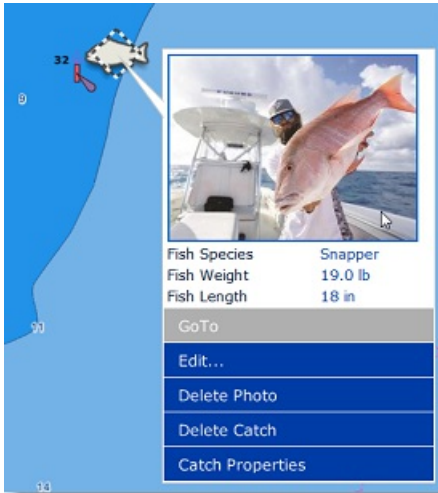 32
9
FURUNO
Fish Species Snapper
Fish Weight 19.0 lb
Fish Length 18 in
GoTo
11
Edit...
Delete Photo
Delete Catch
Catch Properties
14